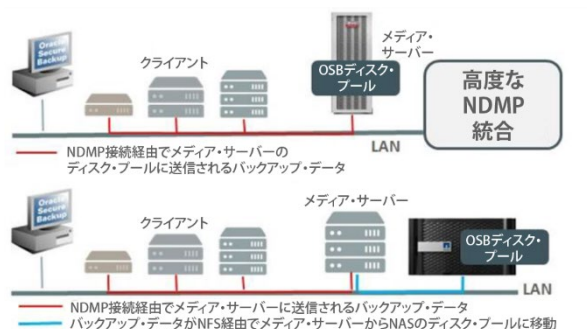 Oracle
Secure
Backup
クライアント
メディア・
サーバー
OSBディスク・
プール
高度な
NDMP
統合
LAN
NDMP接続経由でメディア・サーバーの
ディスク・プールに送信されるバックアップ・データ
Oracle
Secure
Backup
クライアント
メディア・サーバー
OSBディスク・
プール
LAN
NDMP接続経由でメディア・サーバーに送信されるバックアップ・データ
バックアップ・データがNFS経由でメディア・サーバーからNASのディスク・プールに移動